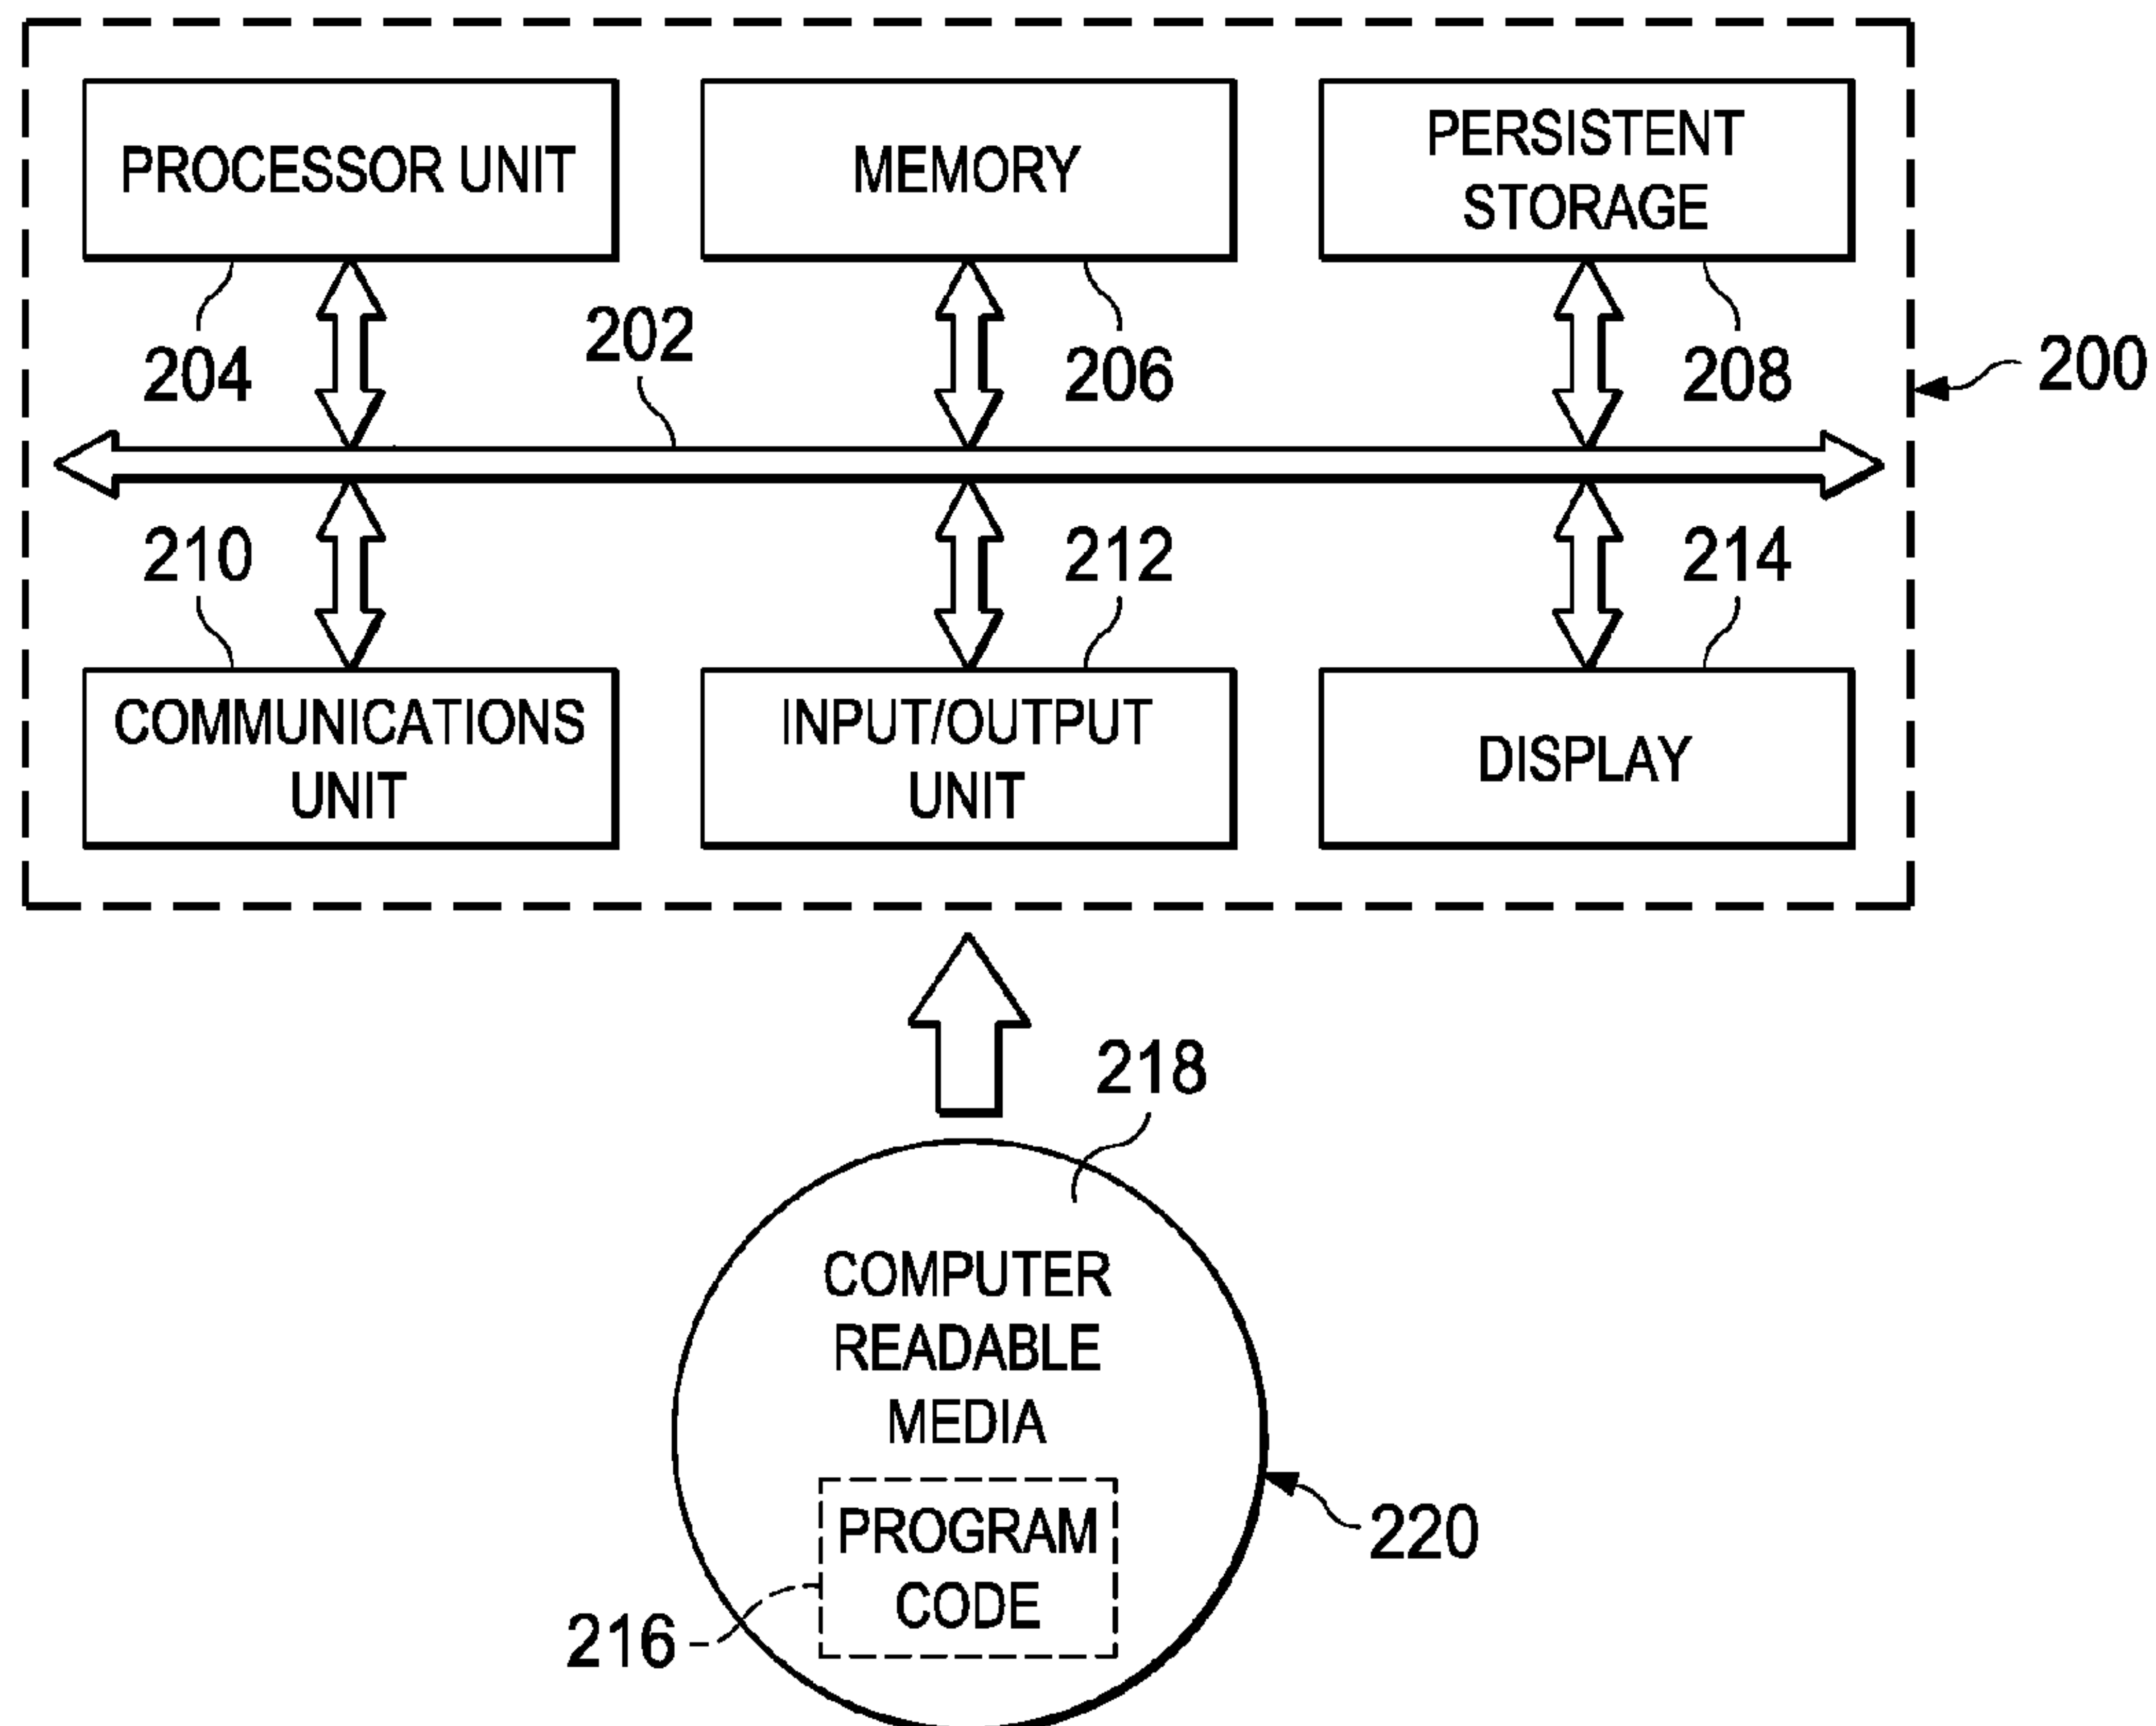 PROCESSOR UNIT
MEMORY
PERSISTENT
STORAGE
204
202
206
208
200
210
212
214
COMMUNICATIONS
UNIT
INPUT/OUTPUT
UNIT
DISPLAY
218
COMPUTER
READABLE
MEDIA
PROGRAM
CODE
220
216